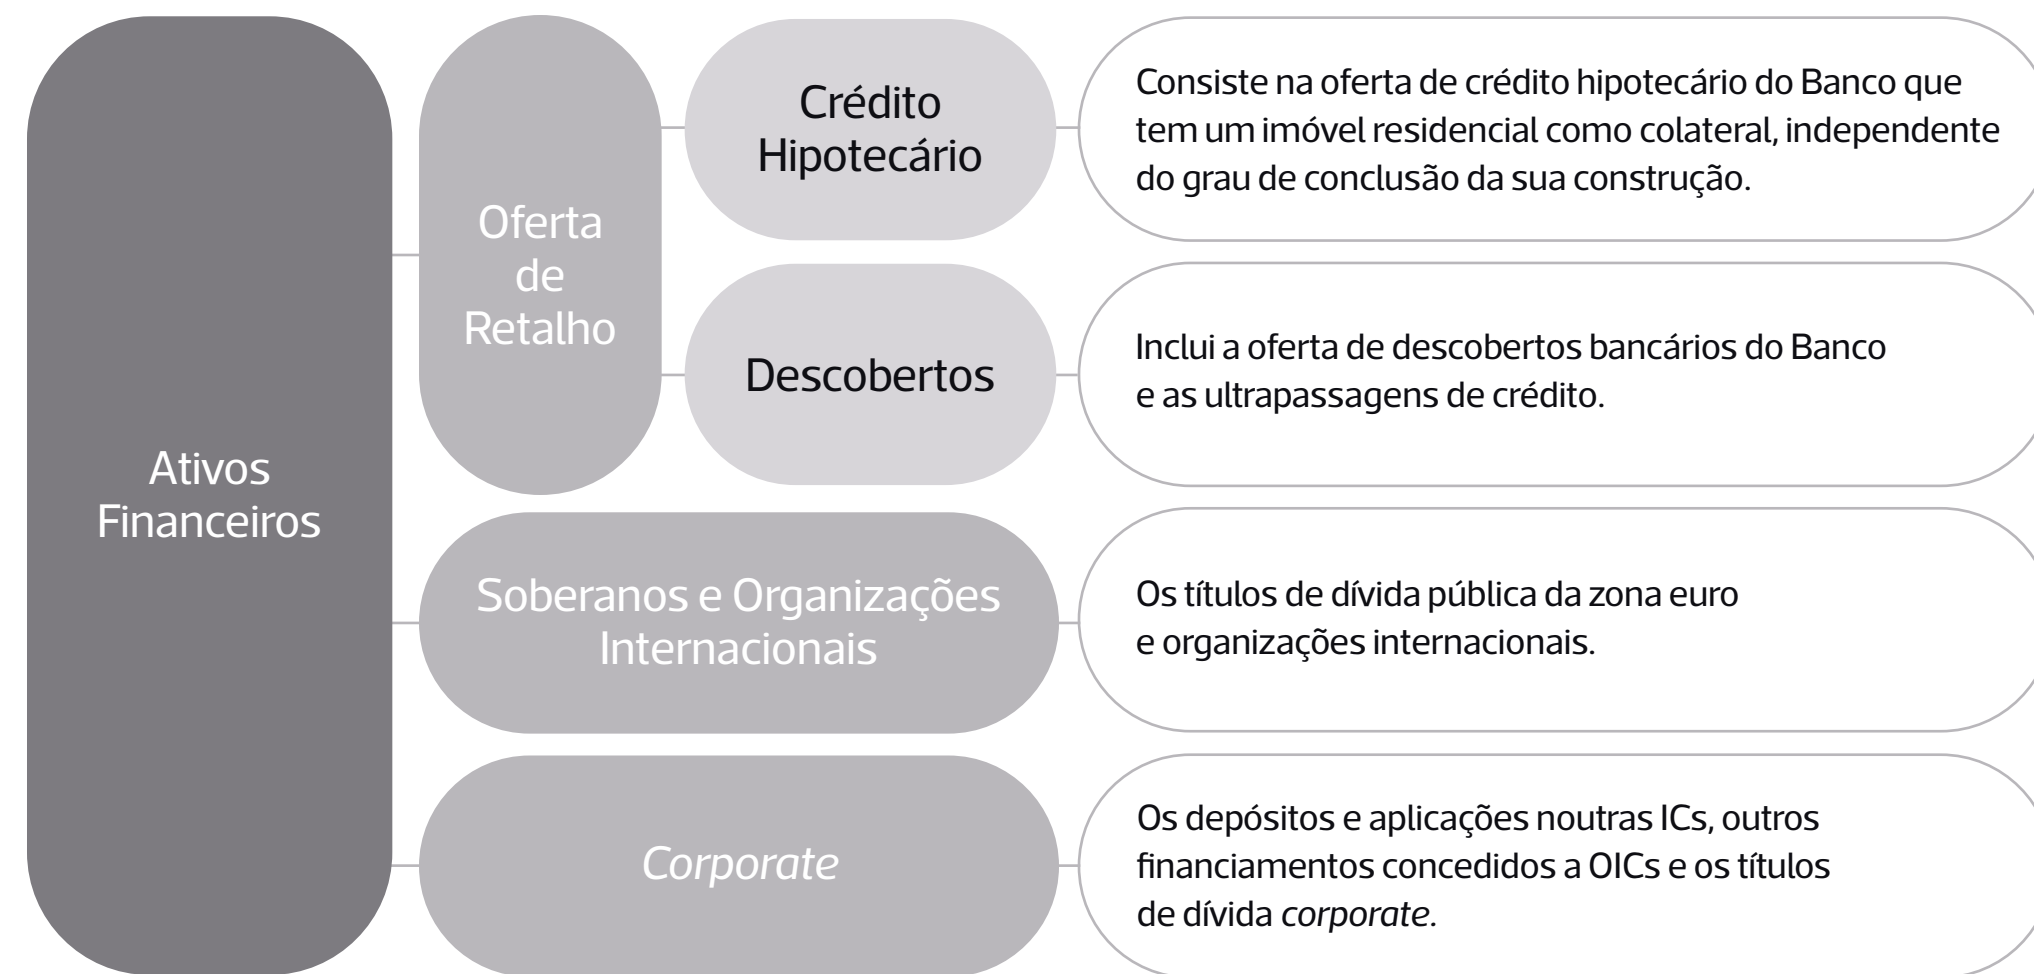 Ativos
Financeiros
Oferta
de
Retalho
Crédito
Hipotecário
Consiste na oferta de crédito hipotecário do Banco que
tem um imóvel residencial como colateral, independente
do grau de conclusão da sua construção.
Descobertos
Inclui a oferta de descobertos bancários do Banco
e as ultrapassagens de crédito.
Soberanos e Organizações
Internacionais
Os títulos de dívida pública da zona euro
e organizações internacionais.
Corporate
Os depósitos e aplicações noutras ICs, outros
financiamentos concedidos a OICs e os títulos
de dívida corporate.